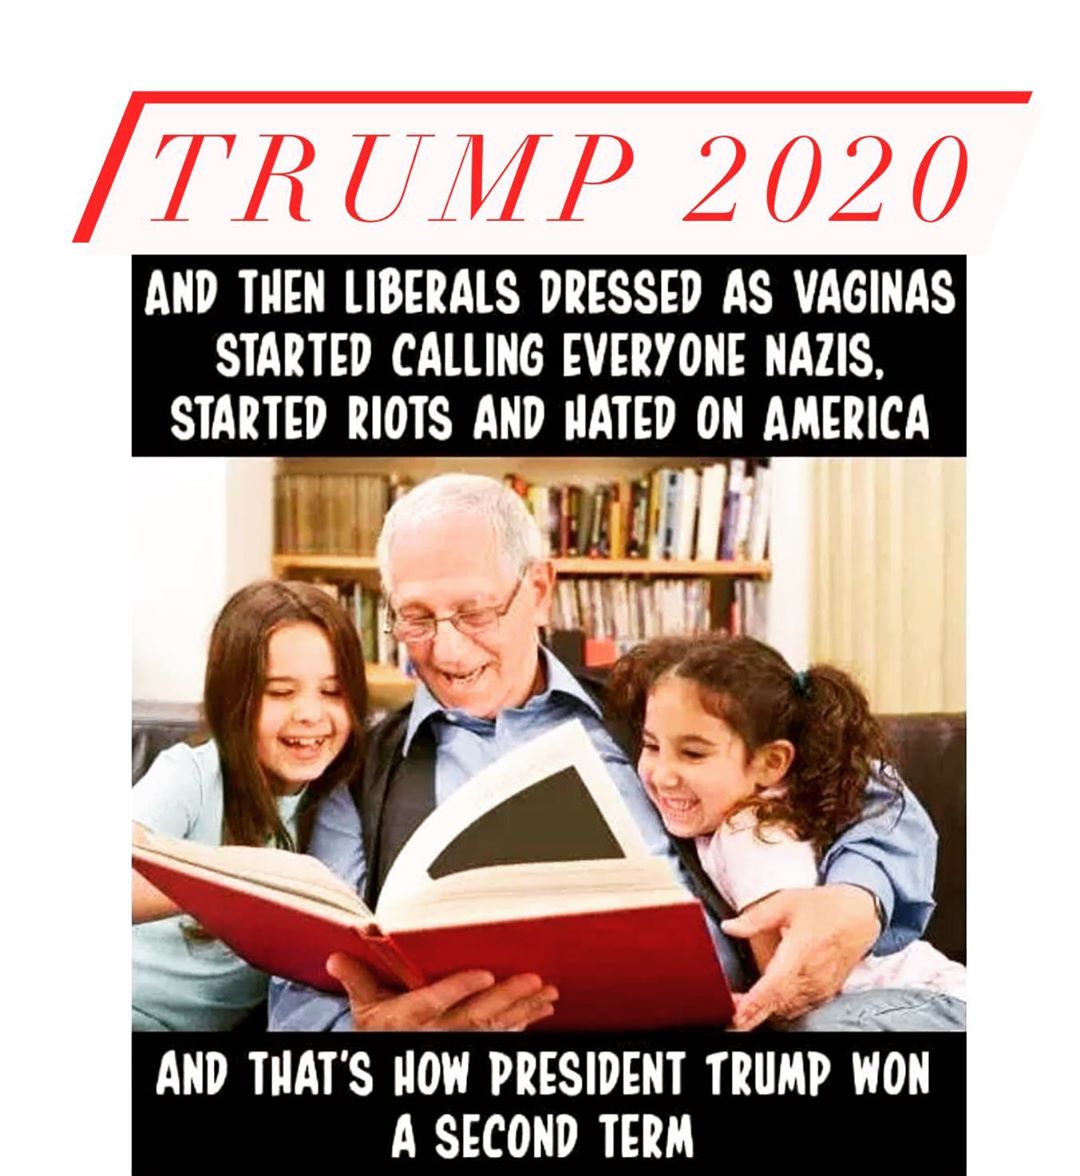 TRUMP 2020
AND THEN LIBERALS DRESSED AS VAGINAS
STARTED CALLING EVERYONE NAZIS,
STARTED RIOTS AND HATED ON AMERICA
AND THAT'S HOW PRESIDENT TRUMP WON
A SECOND TERM